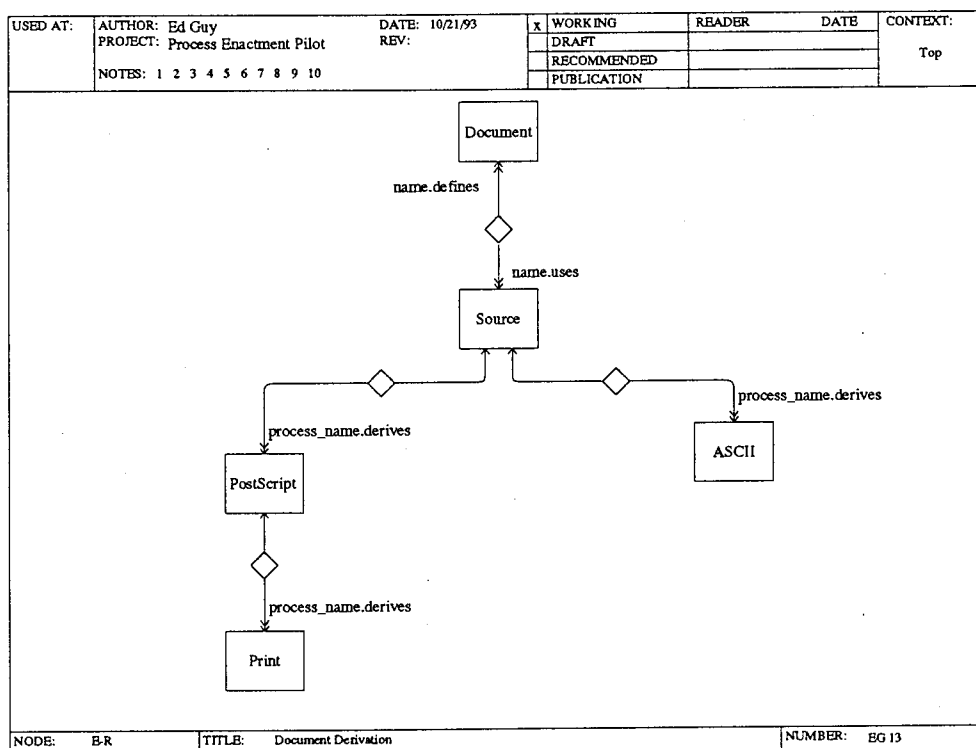 USED AT:
AUTHOR: Ed Guy
DATE: 10/21/93
PROJECT: Process Enactment Pilot
REV:
NOTES: 1 2 3 4 5 6 7 8 9 10
x WORKING
DRAFT
RECOMMENDED
PUBLICATION
READER DATE
CONTEXT:
Top
Document
name.defines
name.uses
Source
process_name.derives
process_name.derives
ASCII
PostScript
process_name.derives
Print
NODE: E-R
TITLE: Document Derivation
NUMBER: EG 13